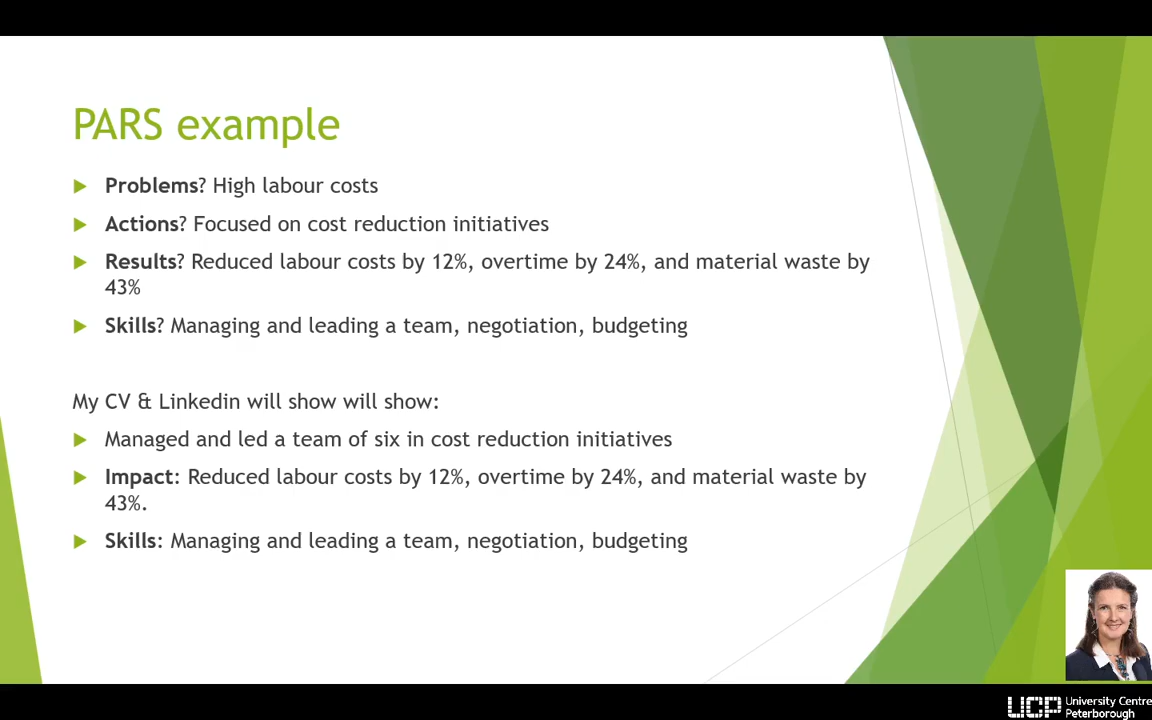 PARS example
Problems? High labour costs
Actions? Focused on cost reduction initiatives
Results? Reduced labour costs by 12%, overtime by 24%, and material waste by
43%
Skills? Managing and leading a team, negotiation, budgeting
My CV & Linkedin will show will show:
Managed and led a team of six in cost reduction initiatives
Impact: Reduced labour costs by 12%, overtime by 24%, and material waste by
43%.
Skills: Managing and leading a team, negotiation, budgeting
UCP University Centre
Peterborough